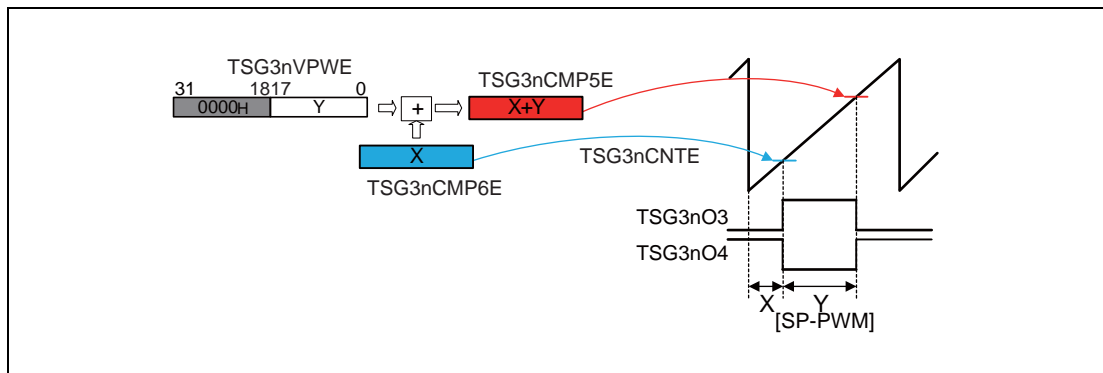 TSG3nVPWE
31 1817 0
0000H Y
+
TSG3nCMP5E
X+Y
X
TSG3nCMP6E
TSG3nCNTE
TSG3nO3
TSG3nO4
X Y
[SP-PWM]